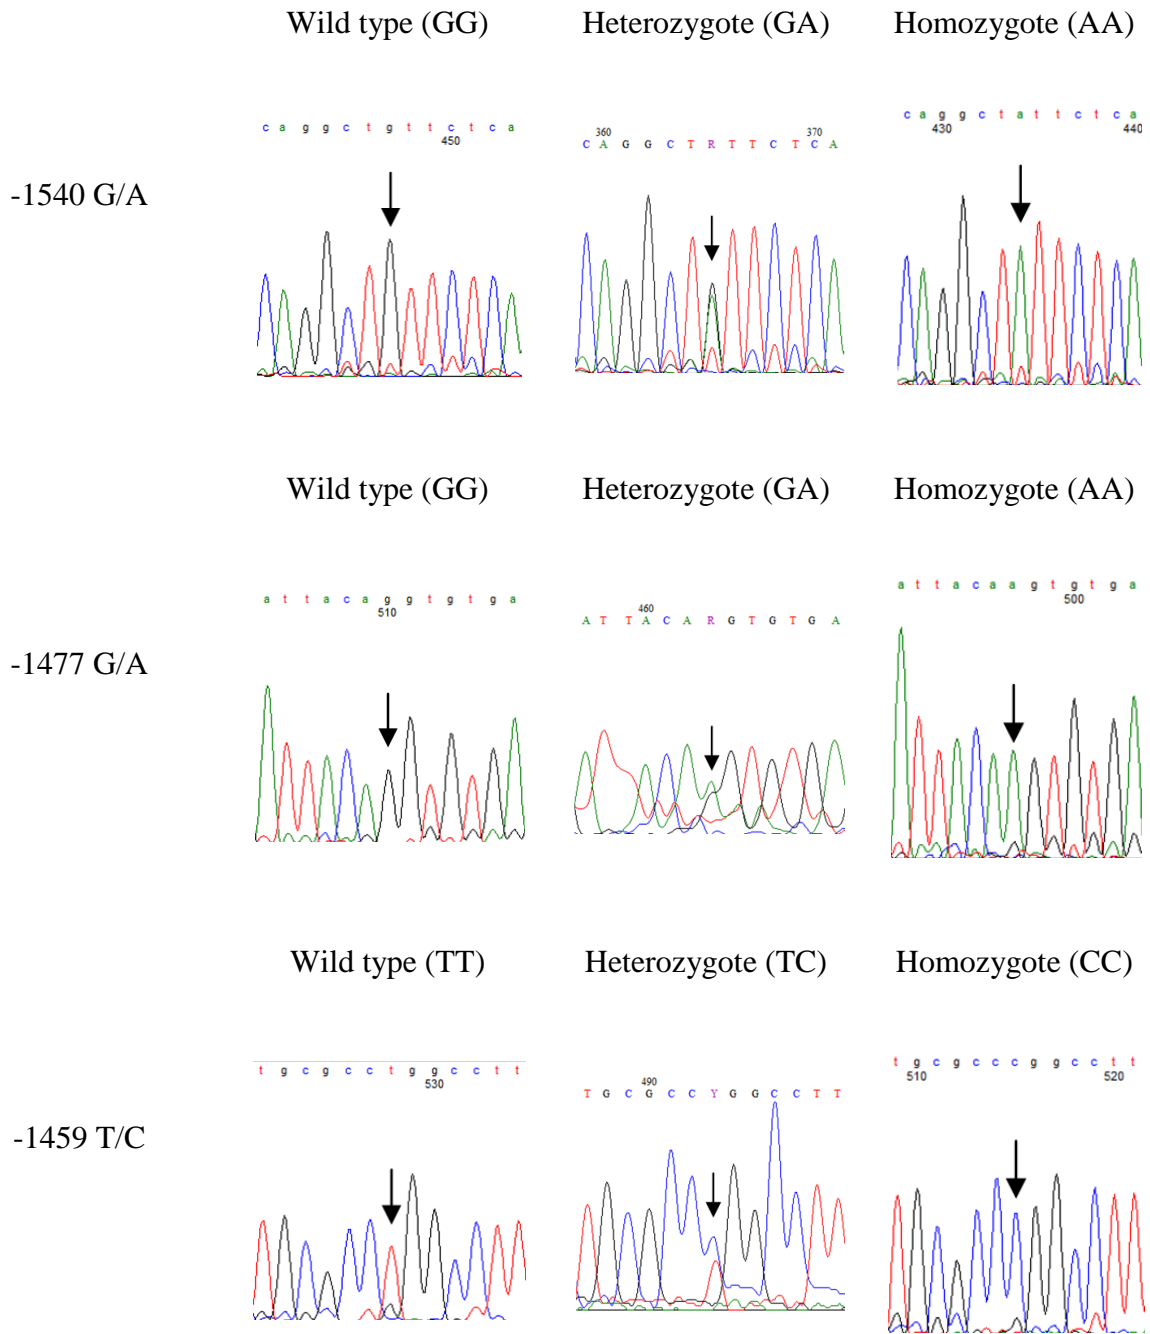 Wild type (GG) Heterozygote (GA) Homozygote (AA)
c a g g c t g t t c t c a
450
360 370
C A G G C T R T T C T C A
c a g g c t a t t c t c a
430 440
-1540 G/A
Wild type (GG) Heterozygote (GA) Homozygote (AA)
a t t a c a g g t g t g a
510
460
A T T A C A R G T G T G A
a t t a c a a g t g t g a
500
-1477 G/A
Wild type (TT) Heterozygote (TC) Homozygote (CC)
t g c g c c t g g c c t t
530
490
T G C G C C Y G G C C T T
t g c g c c c g g c c t t
510 520
-1459 T/C